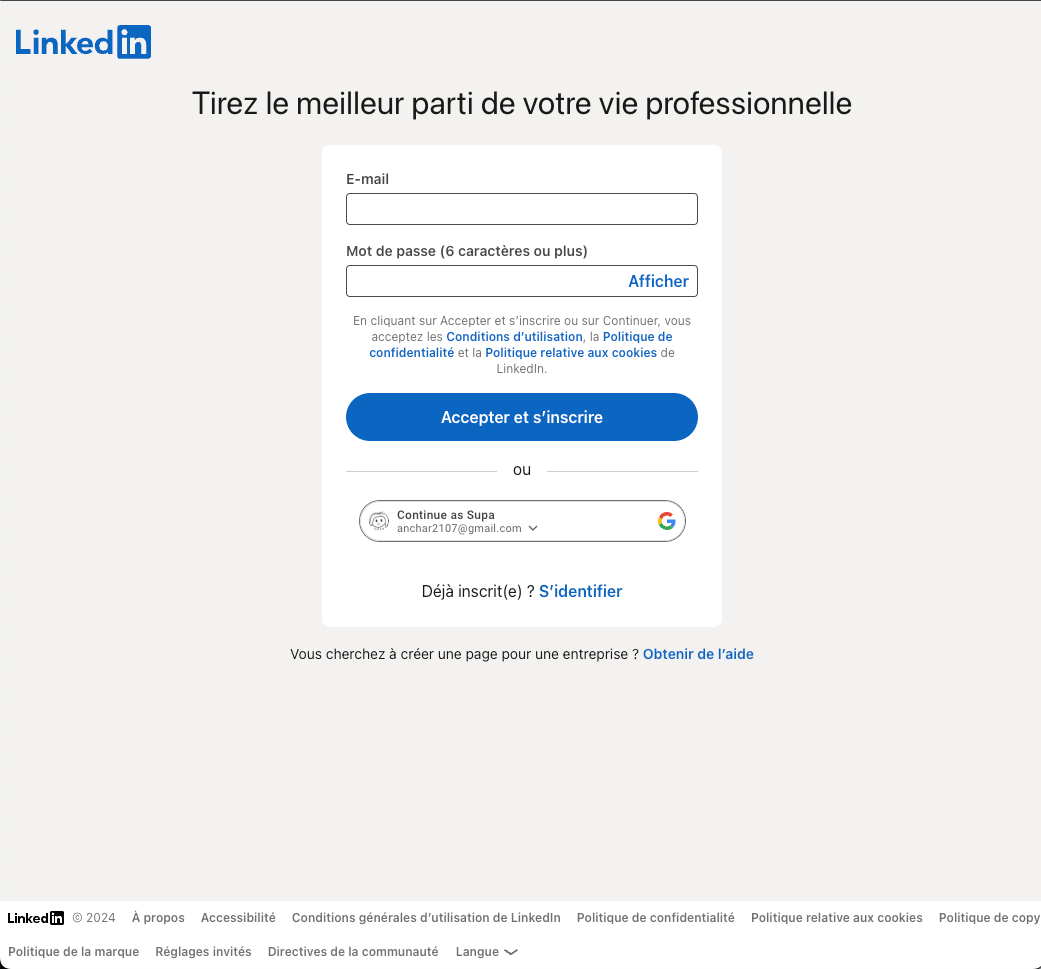 LinkedIn
Tirez le meilleur parti de votre vie professionnelle
E-mail
Mot de passe (6 caractères ou plus)
Afficher
En cliquant sur Accepter et s’inscrire ou sur Continuer, vous
acceptez les Conditions d’utilisation, la Politique de
confidentialité et la Politique relative aux cookies de
LinkedIn.
Accepter et s’inscrire
ou
Continue as Supa
anchar2107@gmail.com
Déjà inscrit(e) ? S’identifier
Vous cherchez à créer une page pour une entreprise ? Obtenir de l’aide
LinkedIn © 2024 À propos Accessibilité Conditions générales d’utilisation de LinkedIn Politique de confidentialité Politique relative aux cookies Politique de copy
Politique de la marque Réglages invités Directives de la communauté Langue